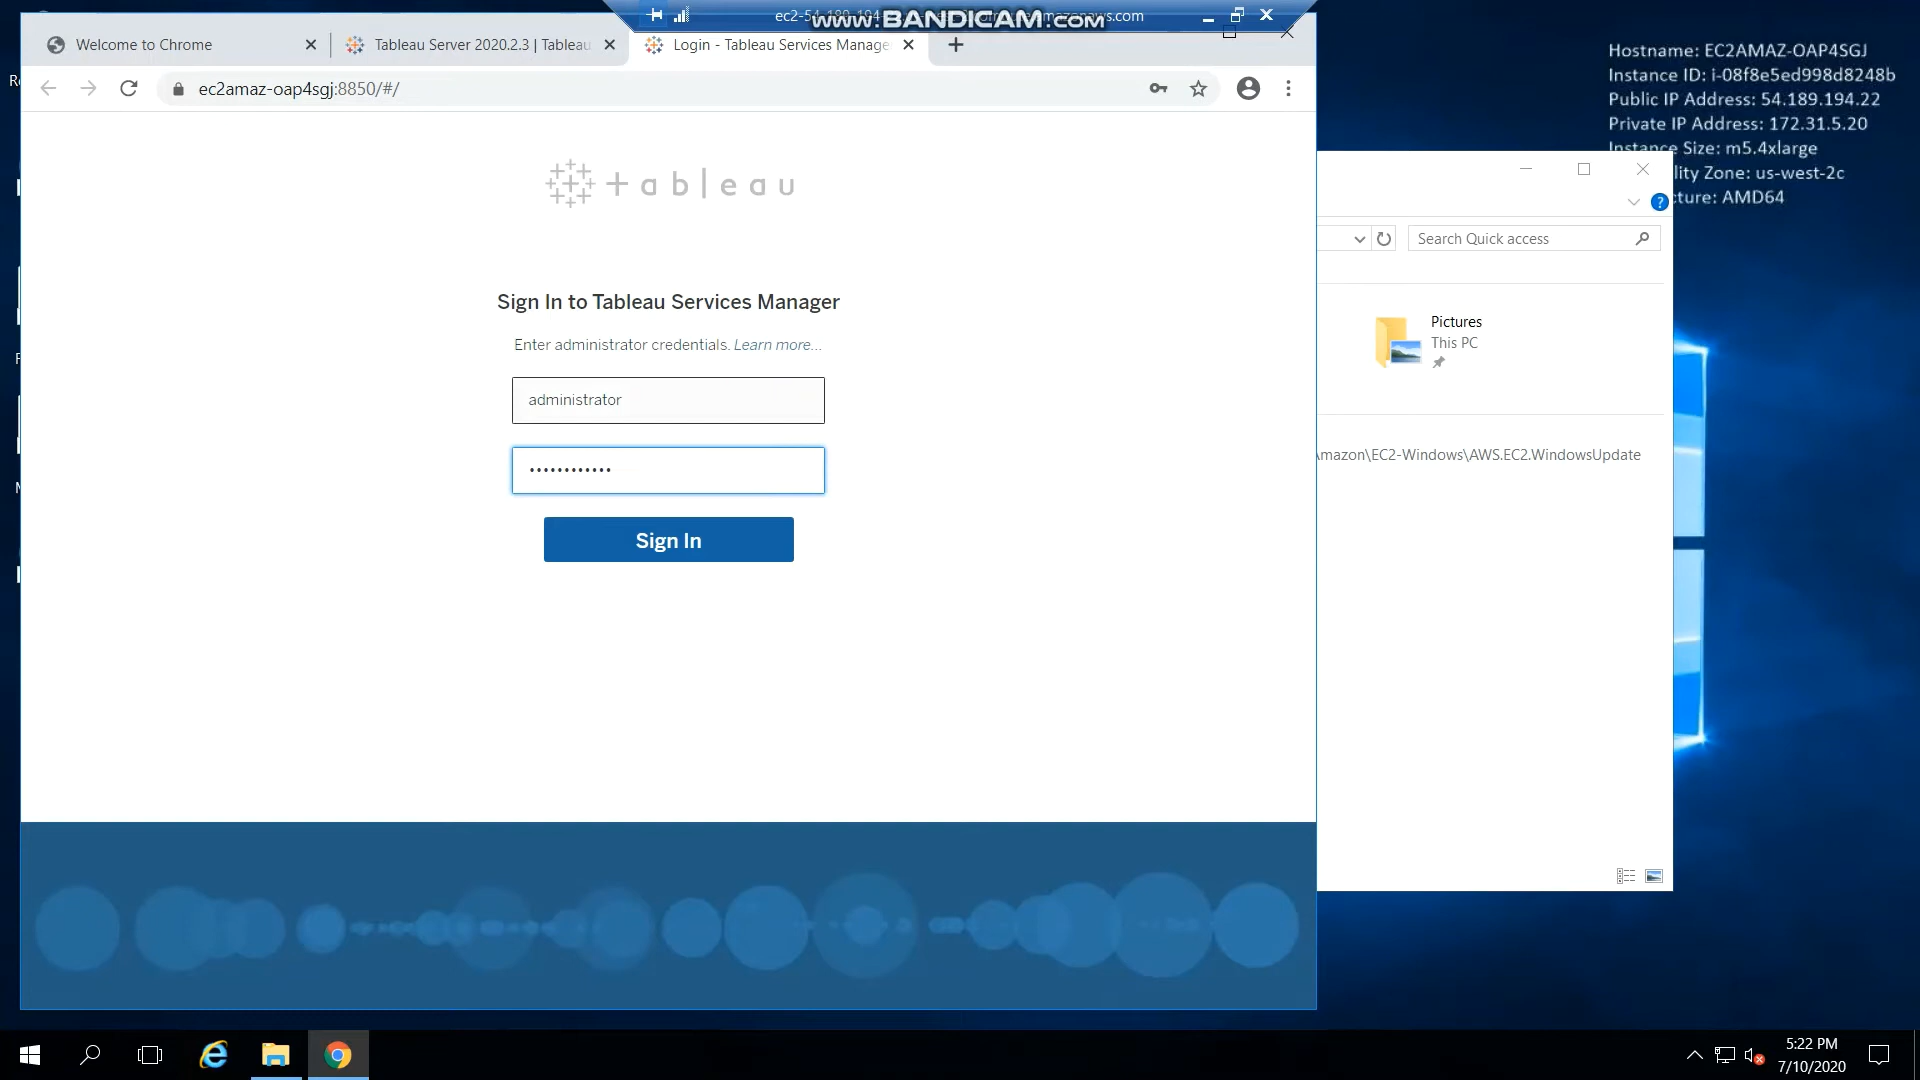 www.BANDICAM.com
Welcome to Chrome
Tableau Server 2020.2.3 | Tableau
Login - Tableau Services Manage
ec2amaz-oap4sgj:8850/#/
tableau
Sign In to Tableau Services Manager
Enter administrator credentials. Learn more...
administrator
••••••••••••
Sign In
Hostname: EC2AMAZ-OAP4SGJ
Instance ID: i-08f8e5ed998d8248b
Public IP Address: 54.189.194.22
Private IP Address: 172.31.5.20
Instance Size: m5.4xlarge
lity Zone: us-west-2c
cture: AMD64
Search Quick access
Pictures
This PC
Amazon\EC2-Windows\AWS.EC2.WindowsUpdate
5:22 PM
7/10/2020